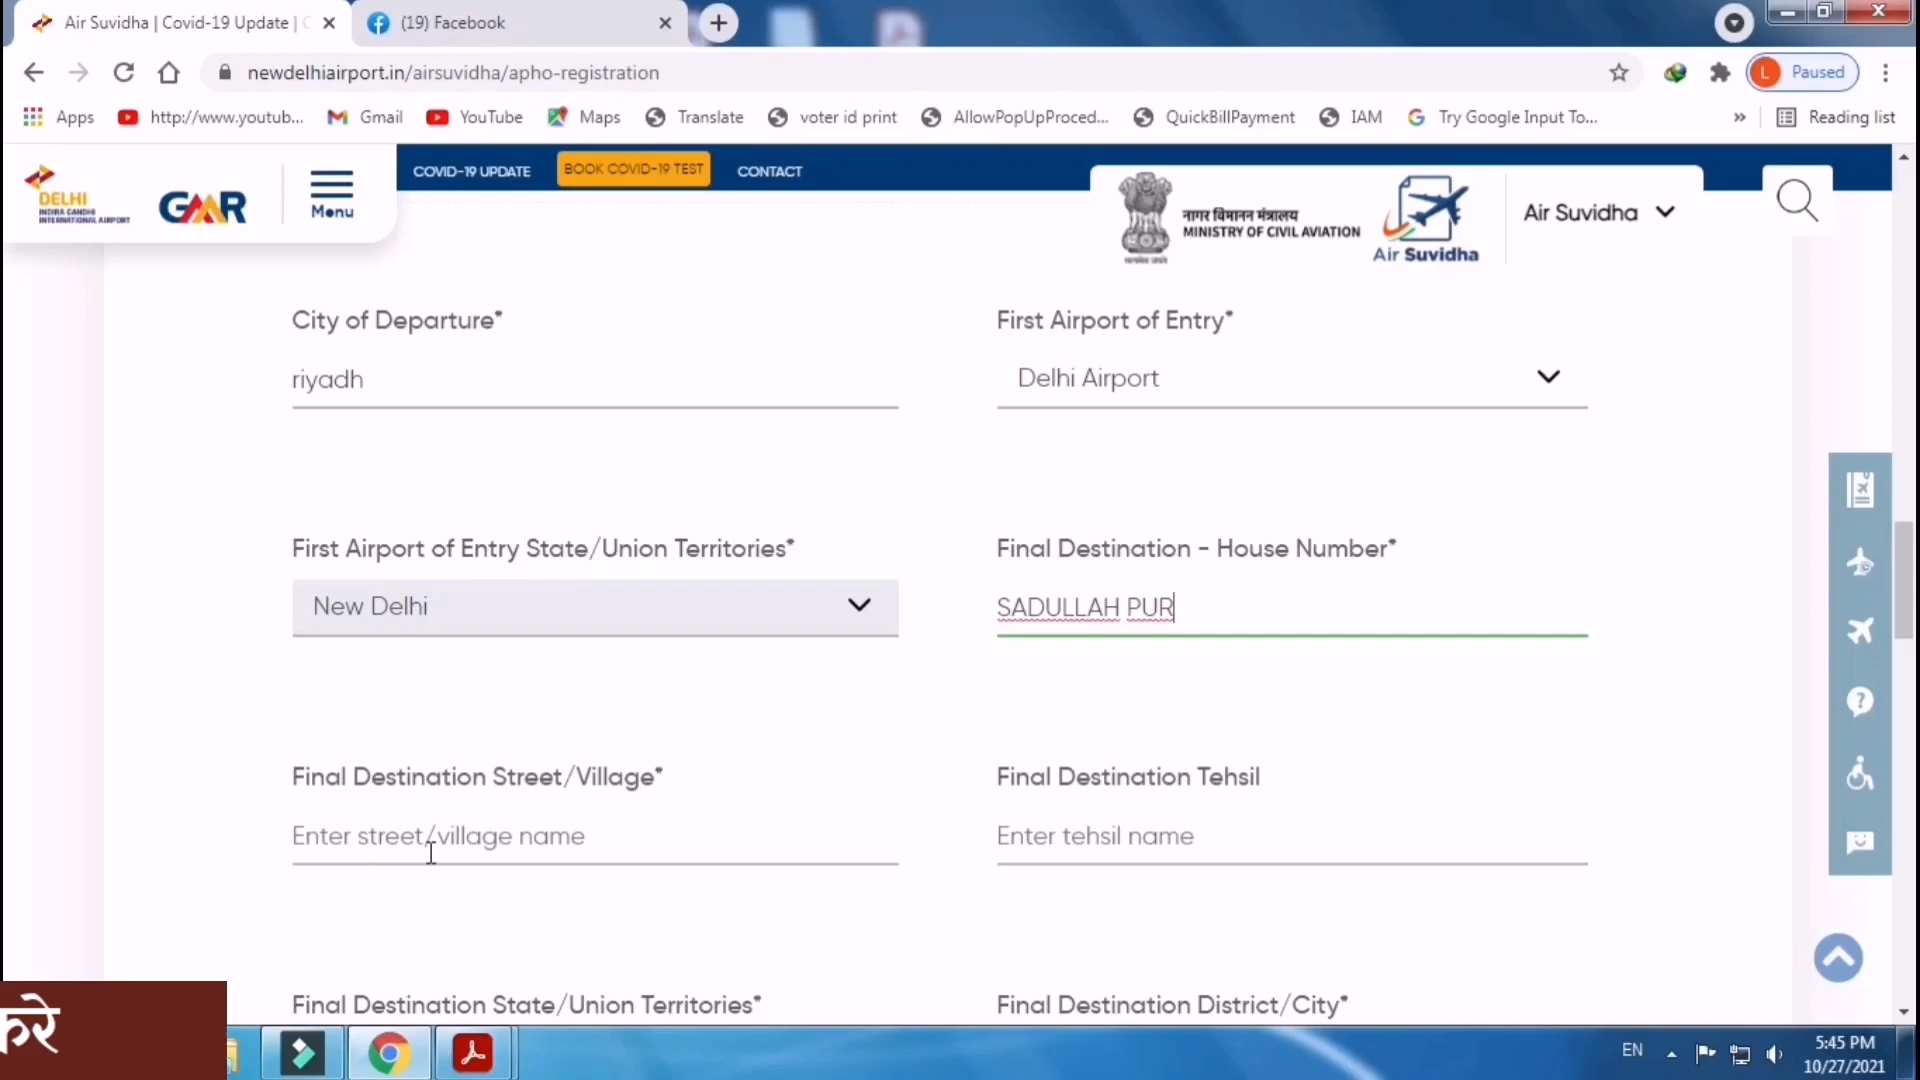 Air Suvidha | Covid-19 Update |
(19) Facebook
newdelhiairport.in/airsuvidha/apho-registration
L Paused
Apps
http://www.youtub...
Gmail
YouTube
Maps
Translate
voter id print
AllowPopUpProced...
QuickBillPayment
IAM
Try Google Input To...
»
Reading list
DELHI
INDIRA GANDHI
INTERNATIONAL AIRPORT
GMR
Menu
COVID-19 UPDATE
BOOK COVID-19 TEST
CONTACT
नागर विमानन मंत्रालय
MINISTRY OF CIVIL AVIATION
Air Suvidha
Air Suvidha
City of Departure*
First Airport of Entry*
riyadh
Delhi Airport
First Airport of Entry State/Union Territories*
Final Destination - House Number*
New Delhi
SADULLAH PUR
Final Destination Street/Village*
Final Destination Tehsil
Enter street/village name
Enter tehsil name
Final Destination State/Union Territories*
Final Destination District/City*
करे
EN
5:45 PM
10/27/2021